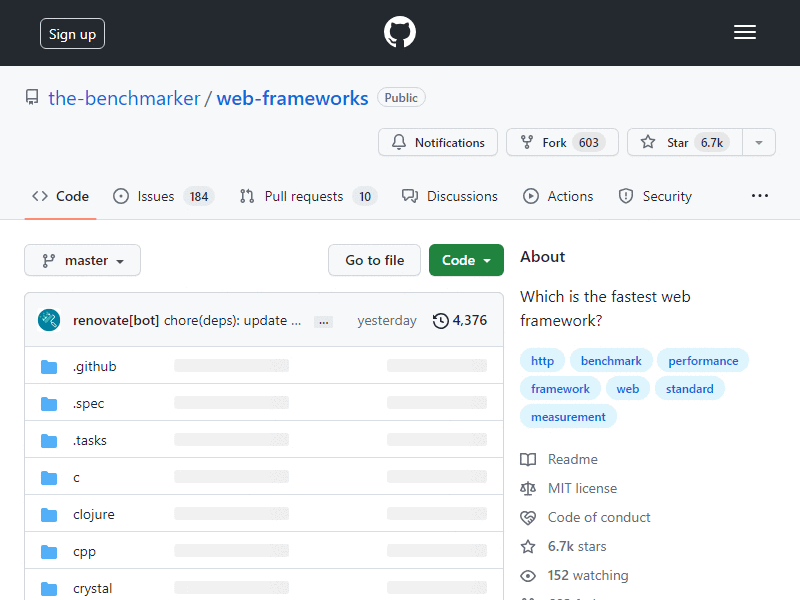 Sign up
the-benchmarker / web-frameworks Public
Notifications Fork 603 Star 6.7k
Code Issues 184 Pull requests 10 Discussions Actions Security ...
master Go to file Code
About
Which is the fastest web
framework?
renovate[bot] chore(deps): update ... ... yesterday 4,376
.github
.spec
.tasks
c
clojure
cpp
crystal
http benchmark performance
framework web standard
measurement
Readme
MIT license
Code of conduct
6.7k stars
152 watching